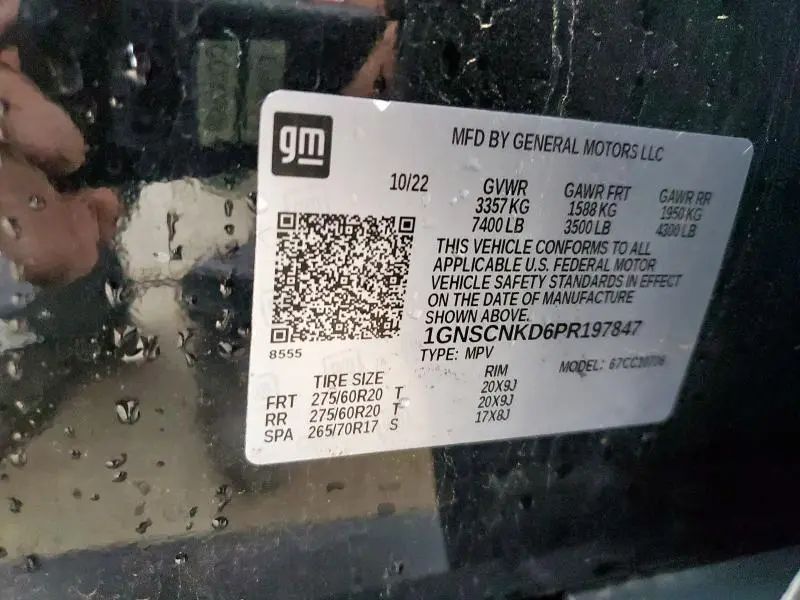 gm
MFD BY GENERAL MOTORS LLC
10/22 GVWR GAWR FRT GAWR RR
3357 KG 1588 KG 1950 KG
7400 LB 3500 LB 4300 LB
THIS VEHICLE CONFORMS TO ALL
APPLICABLE U.S. FEDERAL MOTOR
VEHICLE SAFETY STANDARDS IN EFFECT
ON THE DATE OF MANUFACTURE
SHOWN ABOVE.
1GNSCNKD6PR197847
8555
TYPE: MPV MODEL:
TIRE SIZE RIM
FRT 275/60R20 T 20X9J
RR 275/60R20 T 20X9J
SPA 265/70R17 S 17X8J